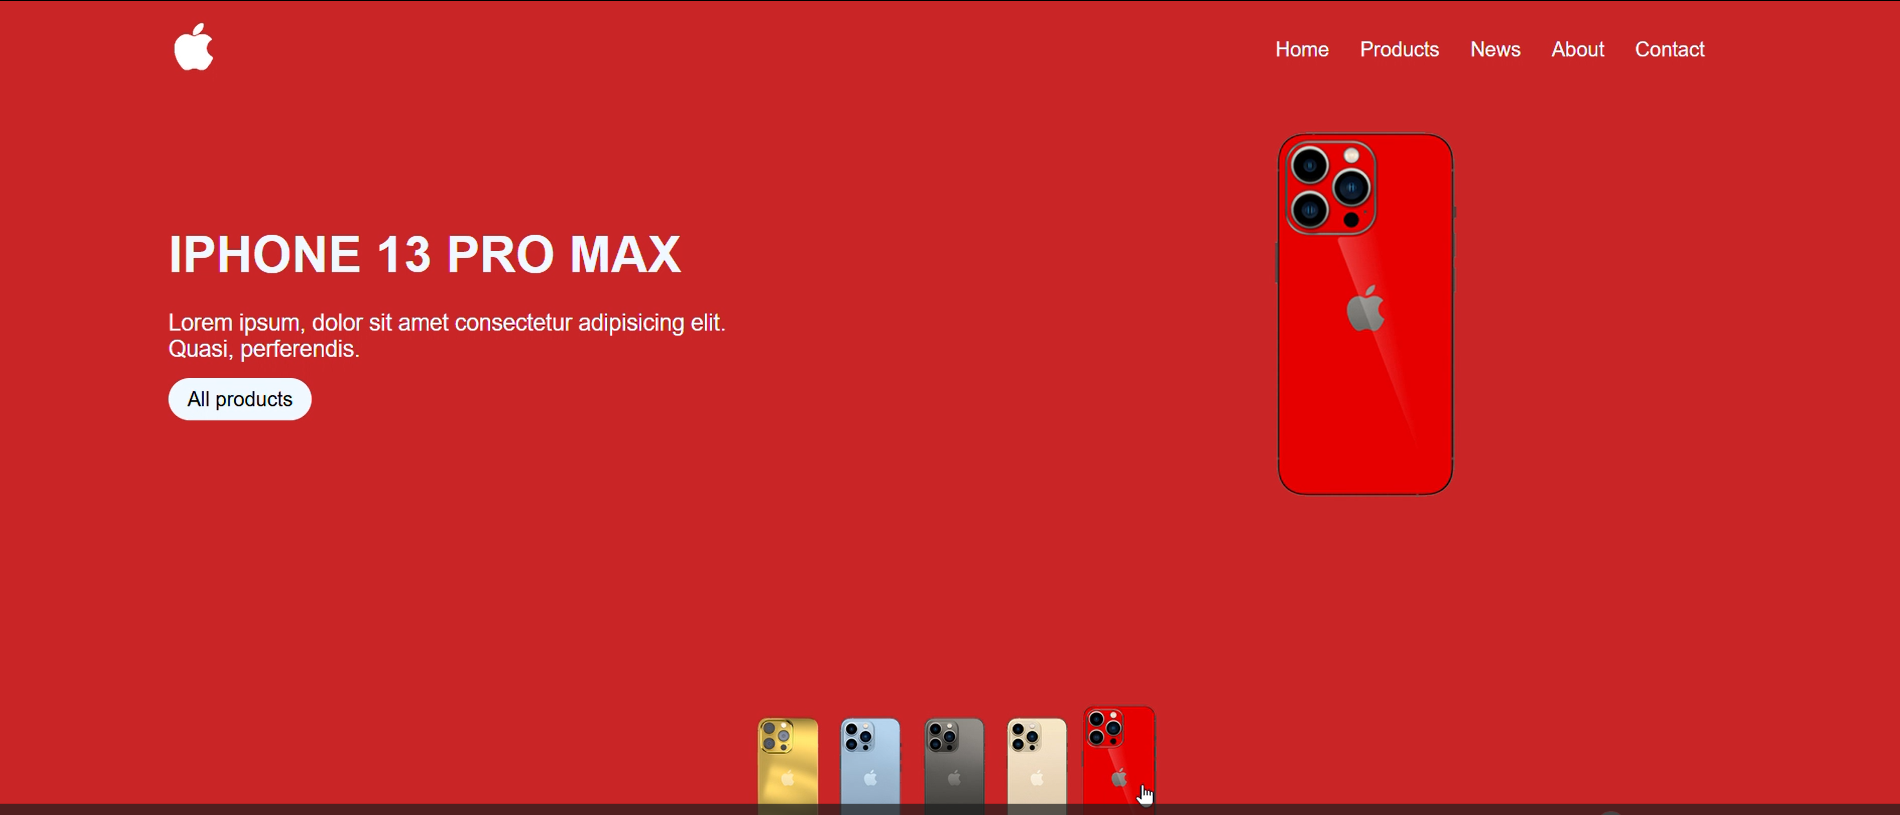 Home Products News About Contact
IPHONE 13 PRO MAX
Lorem ipsum, dolor sit amet consectetur adipisicing elit.
Quasi, perferendis.
All products